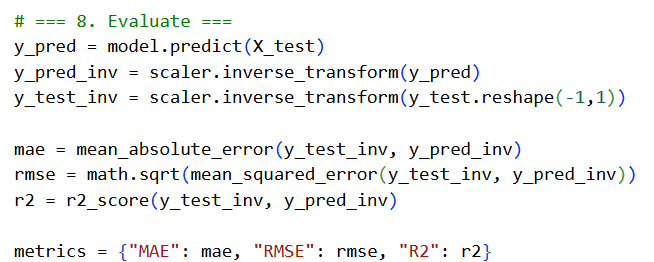 # === 8. Evaluate ===
y_pred = model.predict(X_test)
y_pred_inv = scaler.inverse_transform(y_pred)
y_test_inv = scaler.inverse_transform(y_test.reshape(-1,1))
mae = mean_absolute_error(y_test_inv, y_pred_inv)
rmse = math.sqrt(mean_squared_error(y_test_inv, y_pred_inv))
r2 = r2_score(y_test_inv, y_pred_inv)
metrics = {"MAE": mae, "RMSE": rmse, "R2": r2}